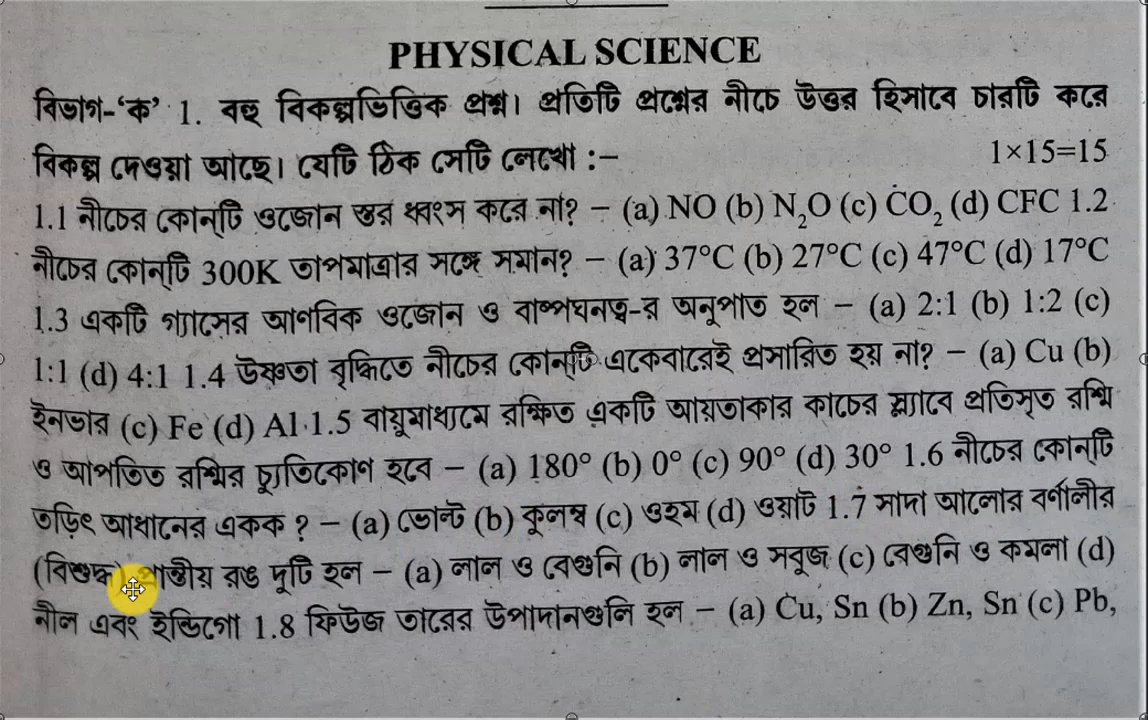 PHYSICAL SCIENCE
বিভাগ-‘ক’ 1. বহু বিকল্পভিত্তিক প্রশ্ন। প্রতিটি প্রশ্নের নীচে উত্তর হিসাবে চারটি করে
বিকল্প দেওয়া আছে। যেটি ঠিক সেটি লেখো :– 1×15=15
1.1 নীচের কোন্‌টি ওজোন স্তর ধ্বংস করে না? – (a) NO (b) N₂O (c) CO₂ (d) CFC 1.2
নীচের কোন্‌টি 300K তাপমাত্রার সঙ্গে সমান? – (a) 37°C (b) 27°C (c) 47°C (d) 17°C
1.3 একটি গ্যাসের আণবিক ওজোন ও বাষ্পঘনত্ব-র অনুপাত হল – (a) 2:1 (b) 1:2 (c)
1:1 (d) 4:1 1.4 উষ্ণতা বৃদ্ধিতে নীচের কোন্‌টি একেবারেই প্রসারিত হয় না? – (a) Cu (b)
ইনভার (c) Fe (d) Al 1.5 বায়ুমাধ্যমে রক্ষিত একটি আয়তাকার কাচের স্ল্যাবে প্রতিসৃত রশ্মি
ও আপতিত রশ্মির চ্যুতিকোণ হবে – (a) 180° (b) 0° (c) 90° (d) 30° 1.6 নীচের কোন্‌টি
তড়িৎ আধানের একক ? – (a) ভোল্ট (b) কুলম্ব (c) ওহম (d) ওয়াট 1.7 সাদা আলোর বর্ণালীর
(বিশুদ্ধ) প্রান্তীয় রঙ দুটি হল – (a) লাল ও বেগুনি (b) লাল ও সবুজ (c) বেগুনি ও কমলা (d)
নীল এবং ইন্ডিগো 1.8 ফিউজ তারের উপাদানগুলি হল – (a) Cu, Sn (b) Zn, Sn (c) Pb,